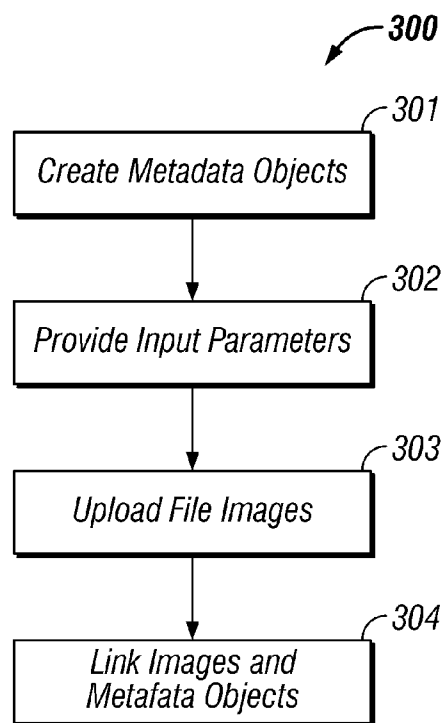 300
301
Create Metadata Objects
302
Provide Input Parameters
303
Upload File Images
304
Link Images and
Metafata Objects